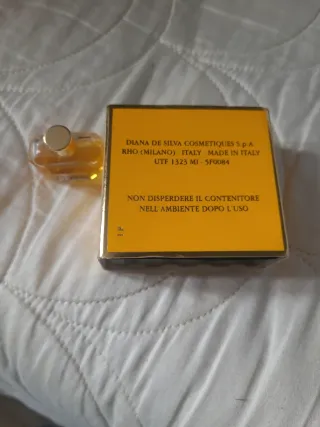 DIANA DE SILVA COSMETIQUES S.p.A
RHO (MILANO) ITALY MADE IN ITALY
UTF 1323 MI - 5F0D84
NON DISPERDERE IL CONTENITORE
NELL'AMBIENTE DOPO L'USO